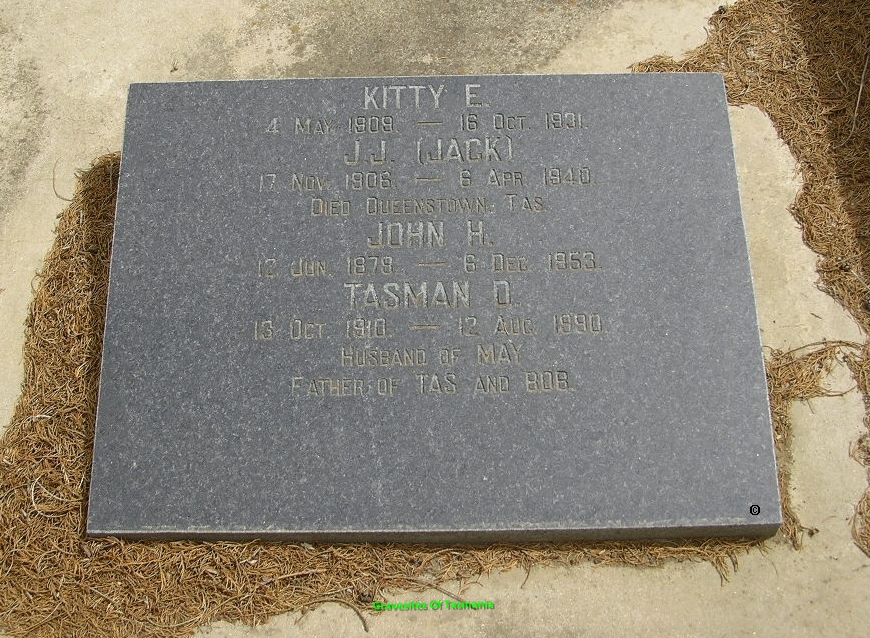 KITTY E.
4 MAY 1909. — 16 OCT. 1931.
J.J. (JACK)
17 NOV. 1906. — 6 APR. 1940.
DIED QUEENSTOWN, TAS.
JOHN H.
12 JUN. 1879. — 6 DEC. 1953.
TASMAN D.
13 OCT. 1910. — 12 AUG. 1990.
HUSBAND OF MAY
FATHER OF TAS AND BOB.
©
Gravesites Of Tasmania